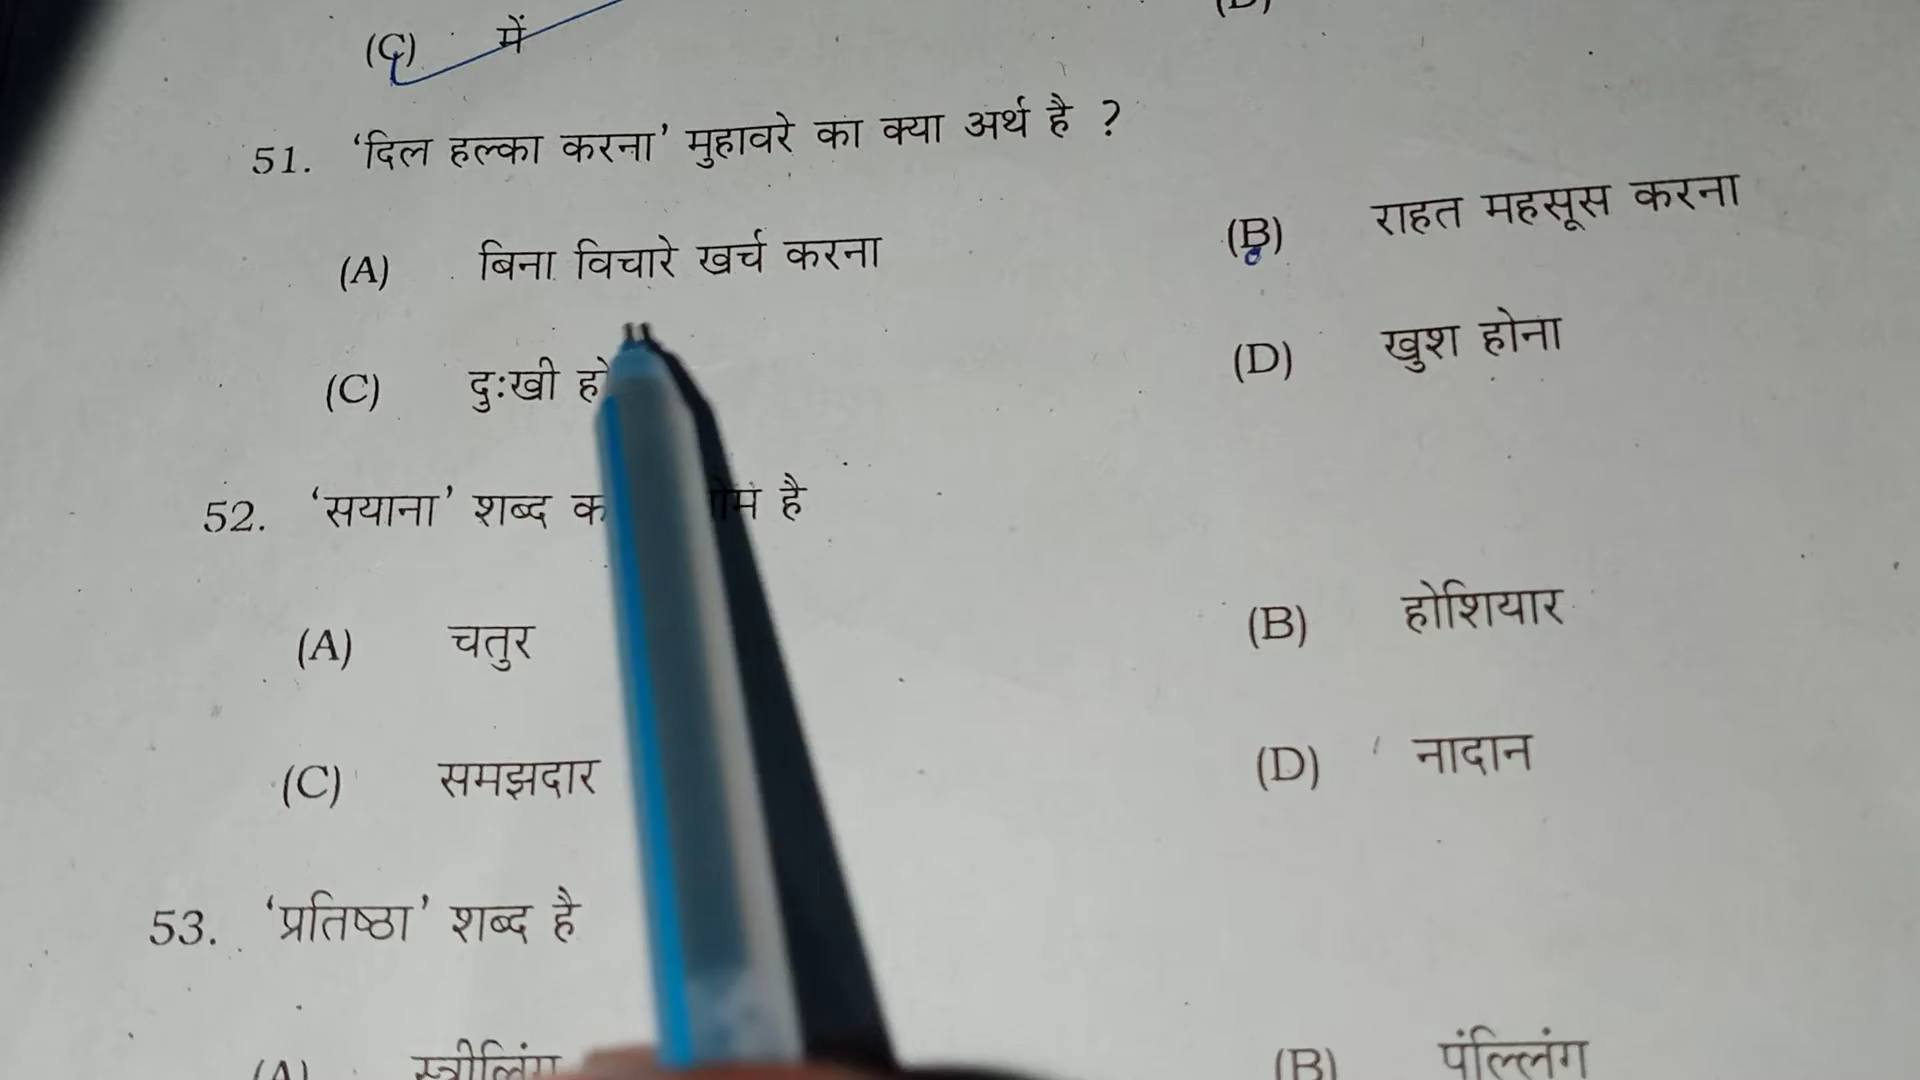 (C) में
51. ‘दिल हल्का करना’ मुहावरे का क्या अर्थ है ?
(A) बिना विचारे खर्च करना (B) राहत महसूस करना
(C) दुःखी (D) खुश होना
52. ‘सयाना’ शब्द है
(A) चतुर (B) होशियार
(C) समझदार (D) नादान
53. ‘प्रतिष्ठा’ शब्द है
(A) स्त्रीलिंग (B) पुंल्लिंग